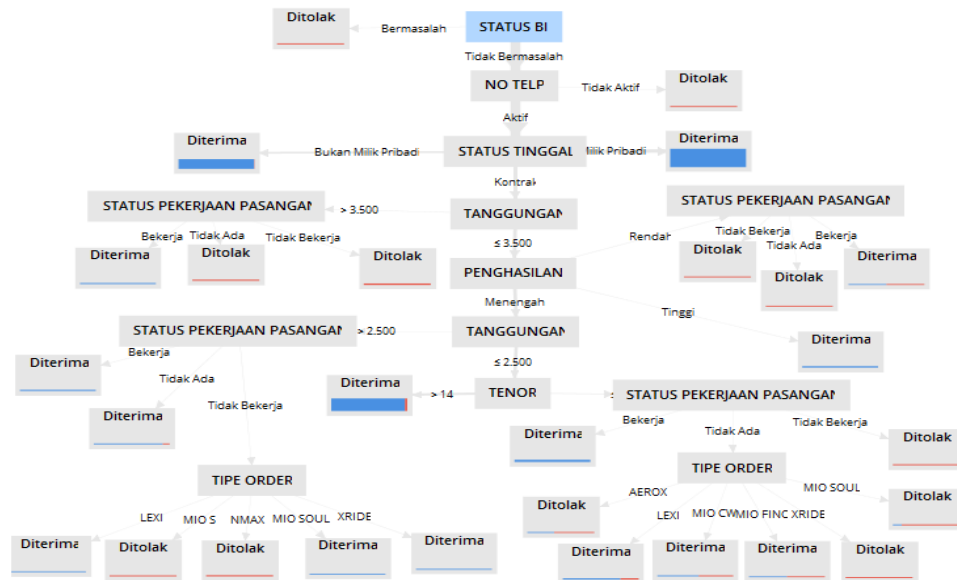 Ditolak
STATUS BI
Bermasalah
Tidak Bermasalah
NO TELP
Tidak Aktif
Ditolak
Aktif
Diterima
Bukan Milik Pribadi
STATUS TINGGAL
Milik Pribadi
Diterima
Kontrak
STATUS PEKERJAAN PASANGAN
> 3.500
TANGGUNGAN
STATUS PEKERJAAN PASANGAN
Bekerja
Tidak Ada
Tidak Bekerja
≤ 3.500
Rendah
Tidak Bekerja
Tidak Ada
Bekerja
Diterima
Ditolak
Ditolak
PENGHASILAN
Ditolak
Ditolak
Diterima
Menengah
Tinggi
STATUS PEKERJAAN PASANGAN
> 2.500
TANGGUNGAN
Diterima
Bekerja
≤ 2.500
Diterima
Tidak Ada
Diterima
> 14
TENOR
STATUS PEKERJAAN PASANGAN
Diterima
Tidak Bekerja
Diterima
Bekerja
Tidak Ada
Tidak Bekerja
Ditolak
TIPE ORDER
TIPE ORDER
LEXI
MIO S
NMAX
MIO SOUL
XRIDE
AEROX
LEXI
MIO CW
MIO FINC
XRIDE
MIO SOUL
Diterima
Ditolak
Ditolak
Diterima
Diterima
Ditolak
Diterima
Diterima
Diterima
Ditolak
Ditolak